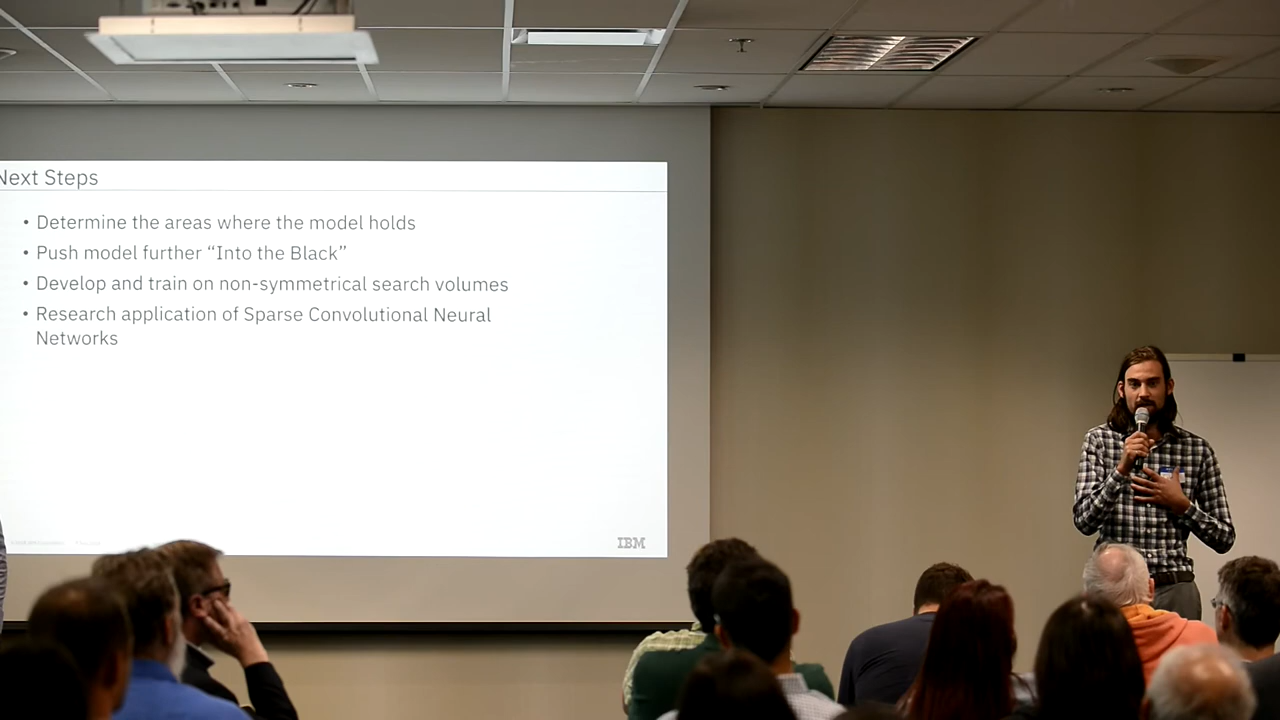 Next Steps
• Determine the areas where the model holds
• Push model further “Into the Black”
• Develop and train on non-symmetrical search volumes
• Research application of Sparse Convolutional Neural
Networks
IBM